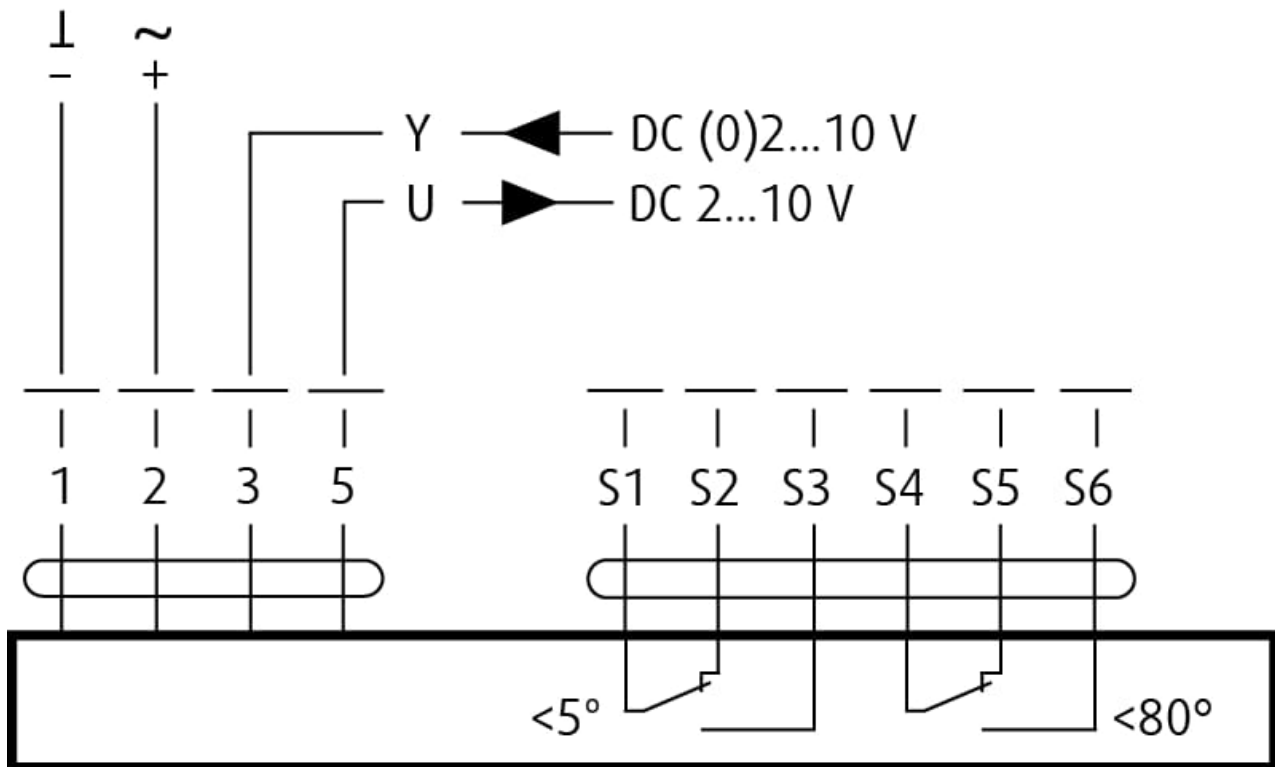 ⊥ ~
− +
Y DC (0)2...10 V
U DC 2...10 V
1 2 3 5 S1 S2 S3 S4 S5 S6
<5° <80°